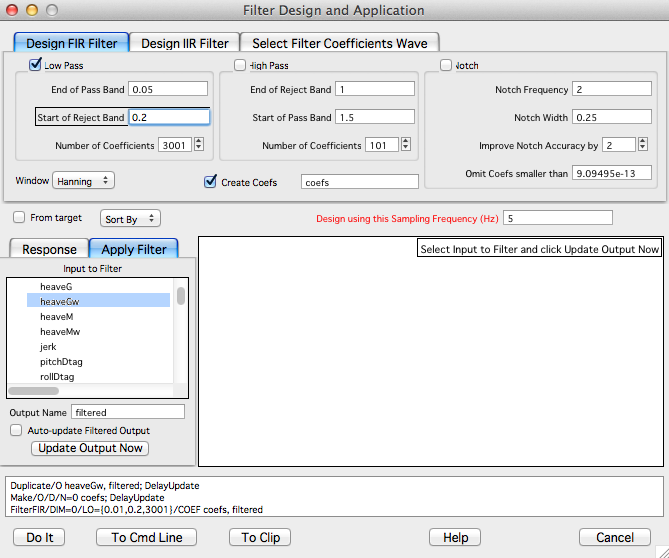 Filter Design and Application
Design FIR Filter Design IIR Filter Select Filter Coefficients Wave
Low Pass High Pass Notch
End of Pass Band 0.05 End of Reject Band 1 Notch Frequency 2
Start of Reject Band 0.2 Start of Pass Band 1.5 Notch Width 0.25
Number of Coefficients 3001 Number of Coefficients 101 Improve Notch Accuracy by 2
Window Hanning Create Coefs coefs Omit Coefs smaller than 9.09495e-13
From target Sort By Design using this Sampling Frequency (Hz) 5
Response Apply Filter
Select Input to Filter and click Update Output Now
Input to Filter
heaveG
heaveGw
heaveM
heaveMw
jerk
pitchDtag
rollDtag
Output Name filtered
Auto-update Filtered Output
Update Output Now
Duplicate/O heaveGw, filtered; DelayUpdate
Make/O/D/N=0 coefs; DelayUpdate
FilterFIR/DIM=0/LO={0.01,0.2,3001}/COEF coefs, filtered
Do It To Cmd Line To Clip Help Cancel